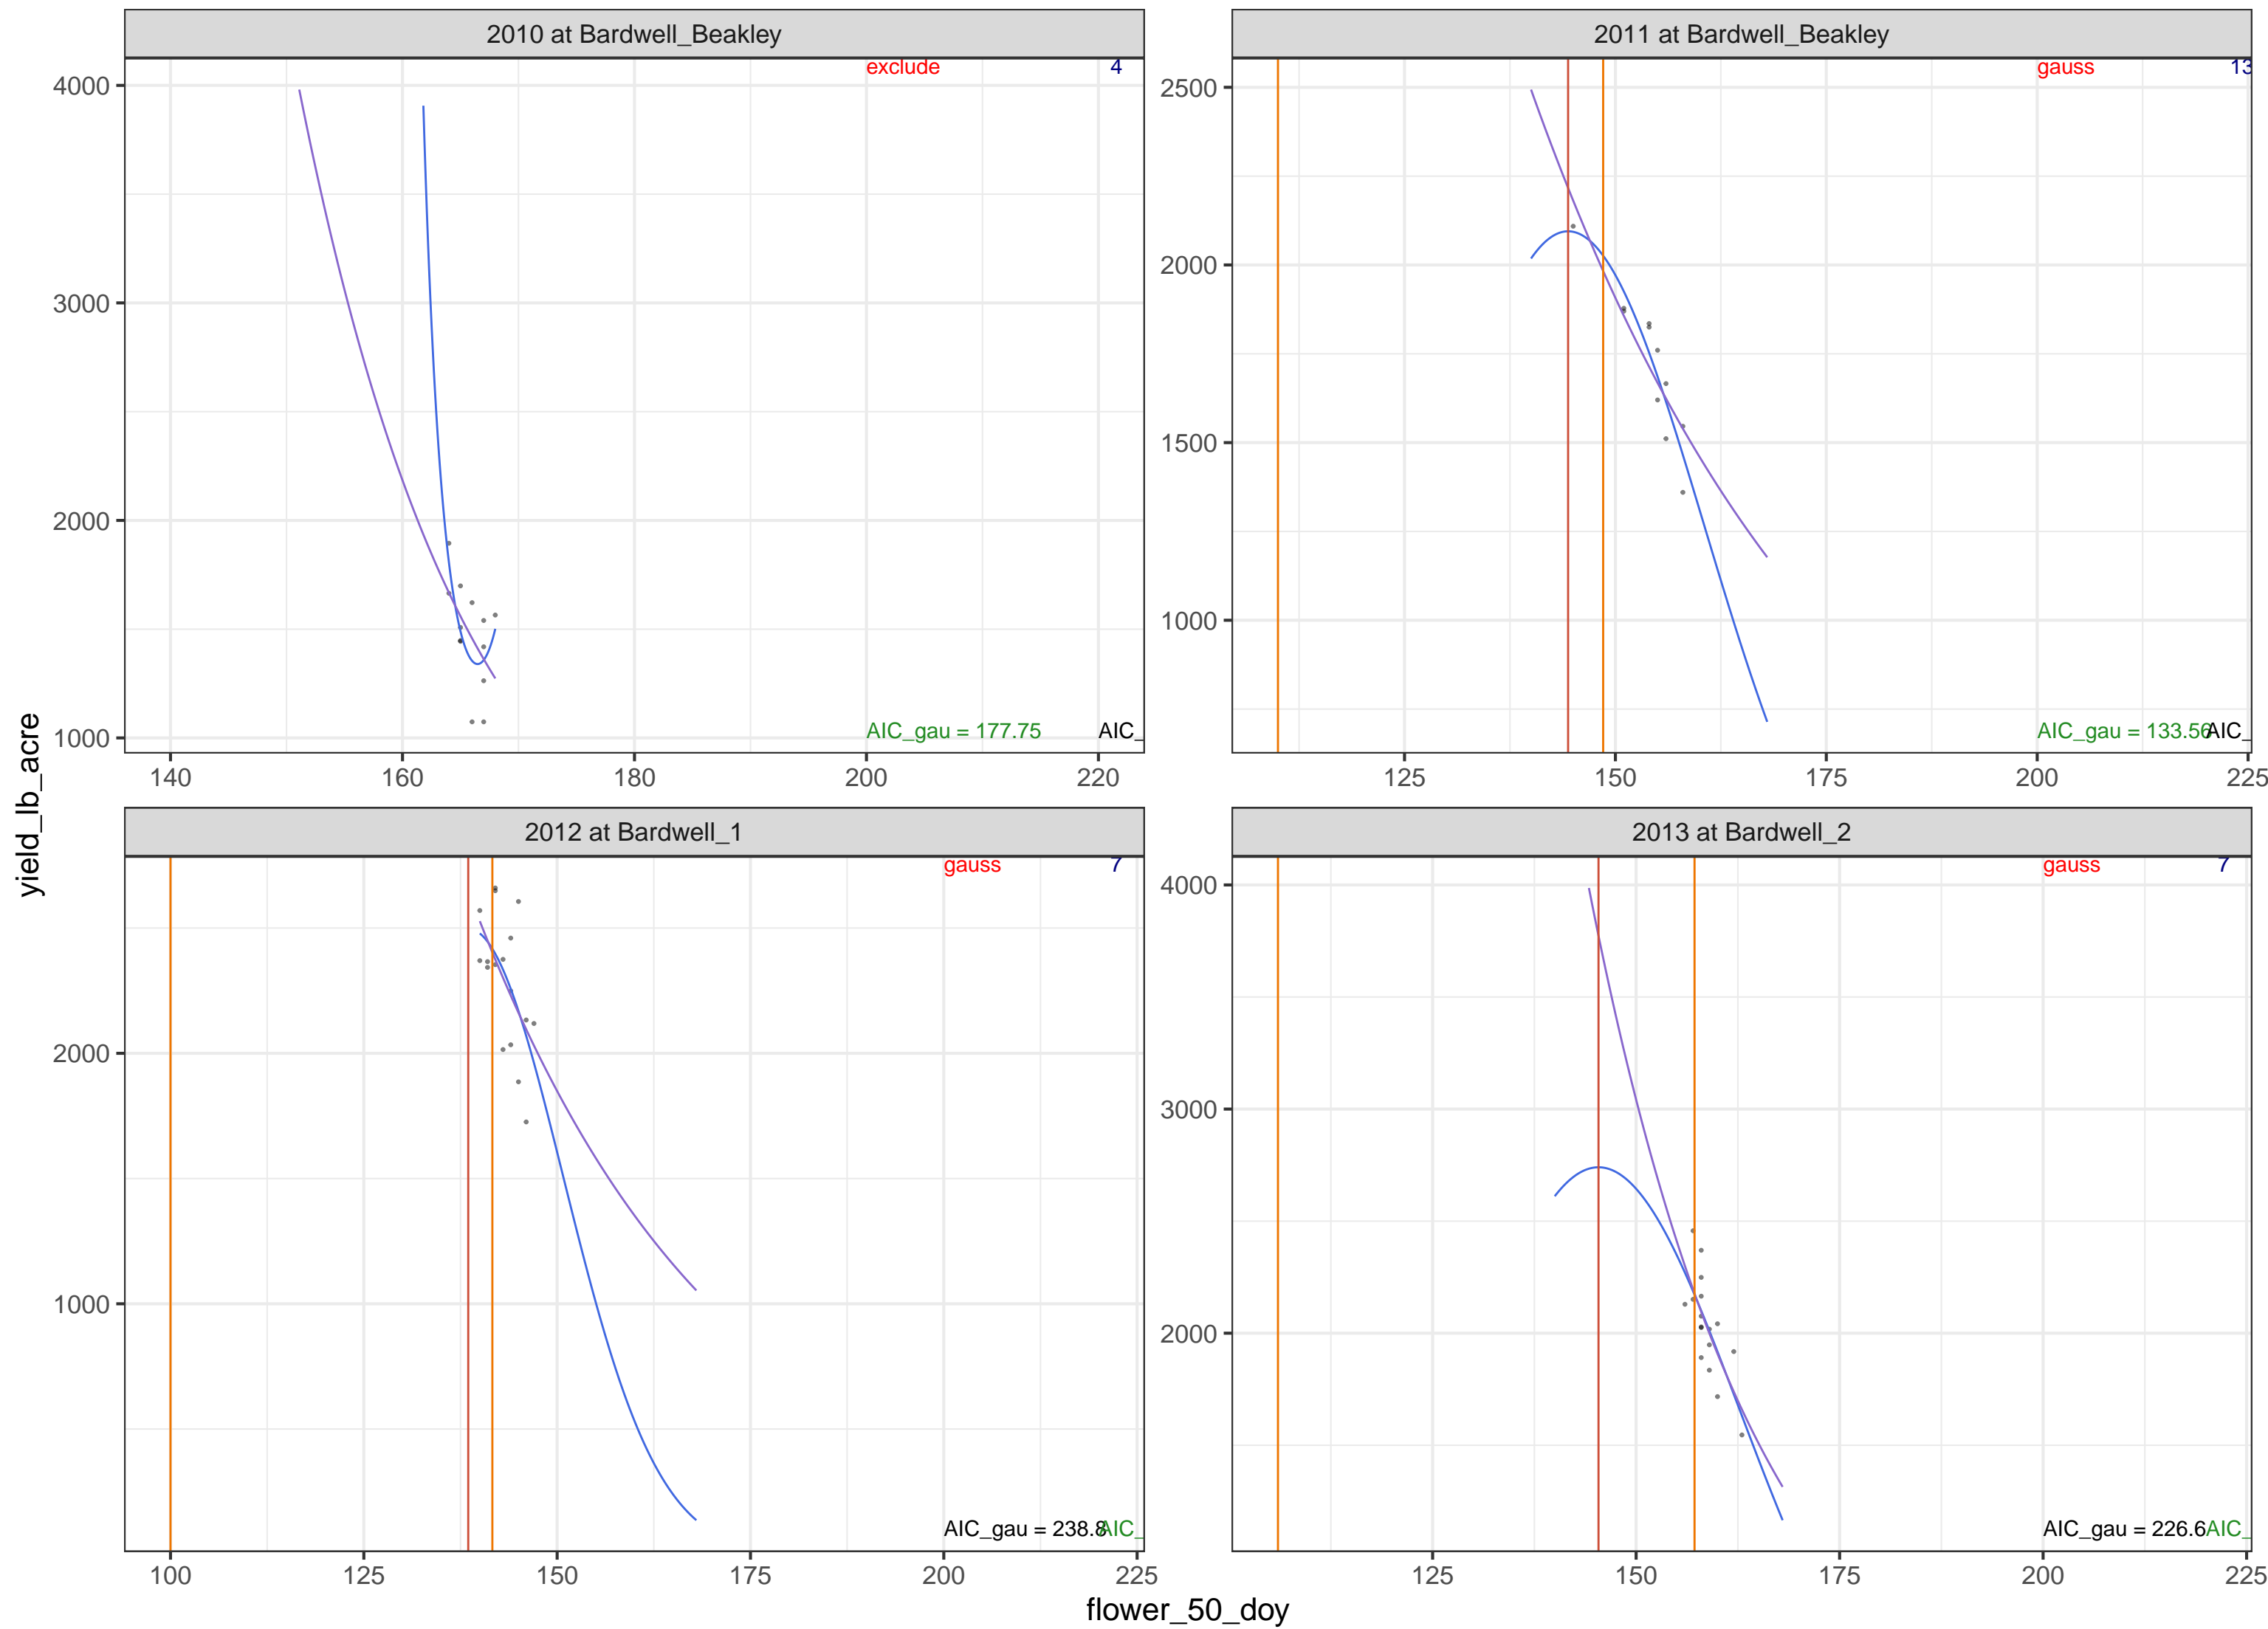 2010 at Bardwell_Beakley
exclude 4
4000
3000
2000
1000
AIC_gau = 177.75 AIC_
140 160 180 200 220
2011 at Bardwell_Beakley
gauss 13
2500
2000
1500
1000
AIC_gau = 133.56 AIC_
125 150 175 200 225
2012 at Bardwell_1
gauss 7
2000
1000
AIC_gau = 238.8 AIC_
100 125 150 175 200 225
2013 at Bardwell_2
gauss 7
4000
3000
2000
AIC_gau = 226.6 AIC_
125 150 175 200 225
yield_lb_acre
flower_50_doy